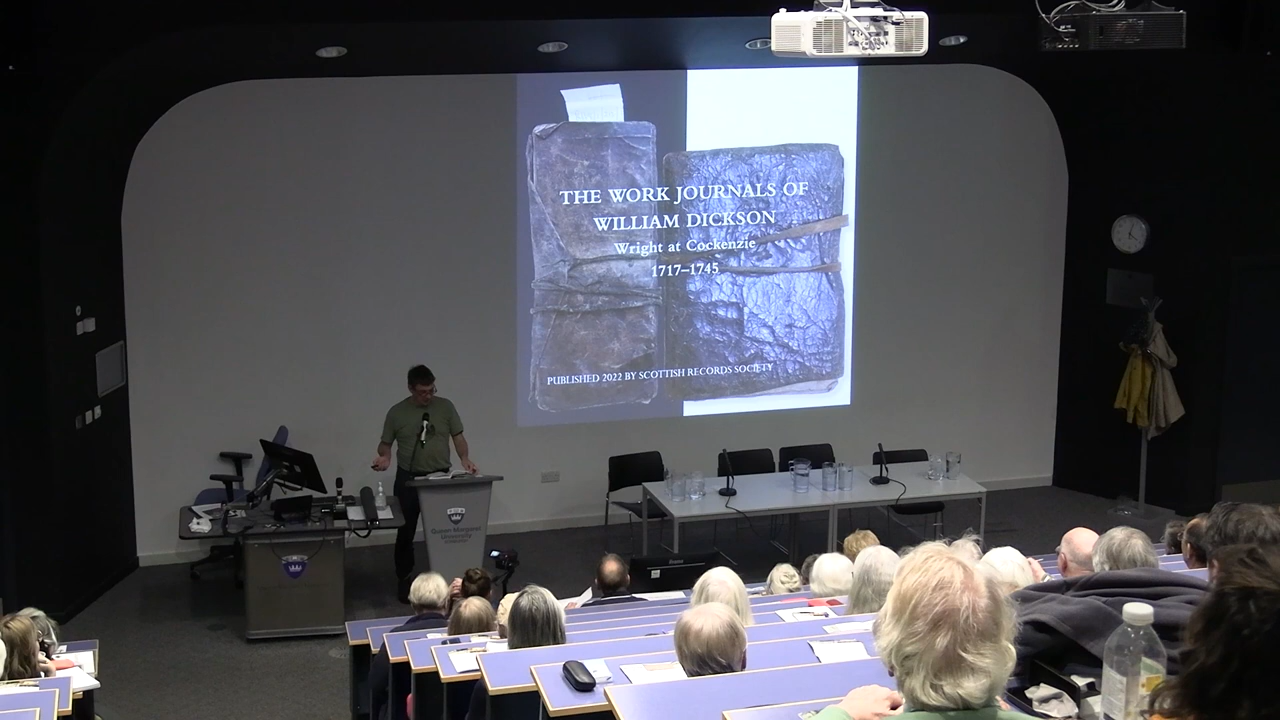 THE WORK JOURNALS OF
WILLIAM DICKSON
Wright at Cockenzie
1717–1745
PUBLISHED 2022 BY SCOTTISH RECORDS SOCIETY
Queen Margaret
University